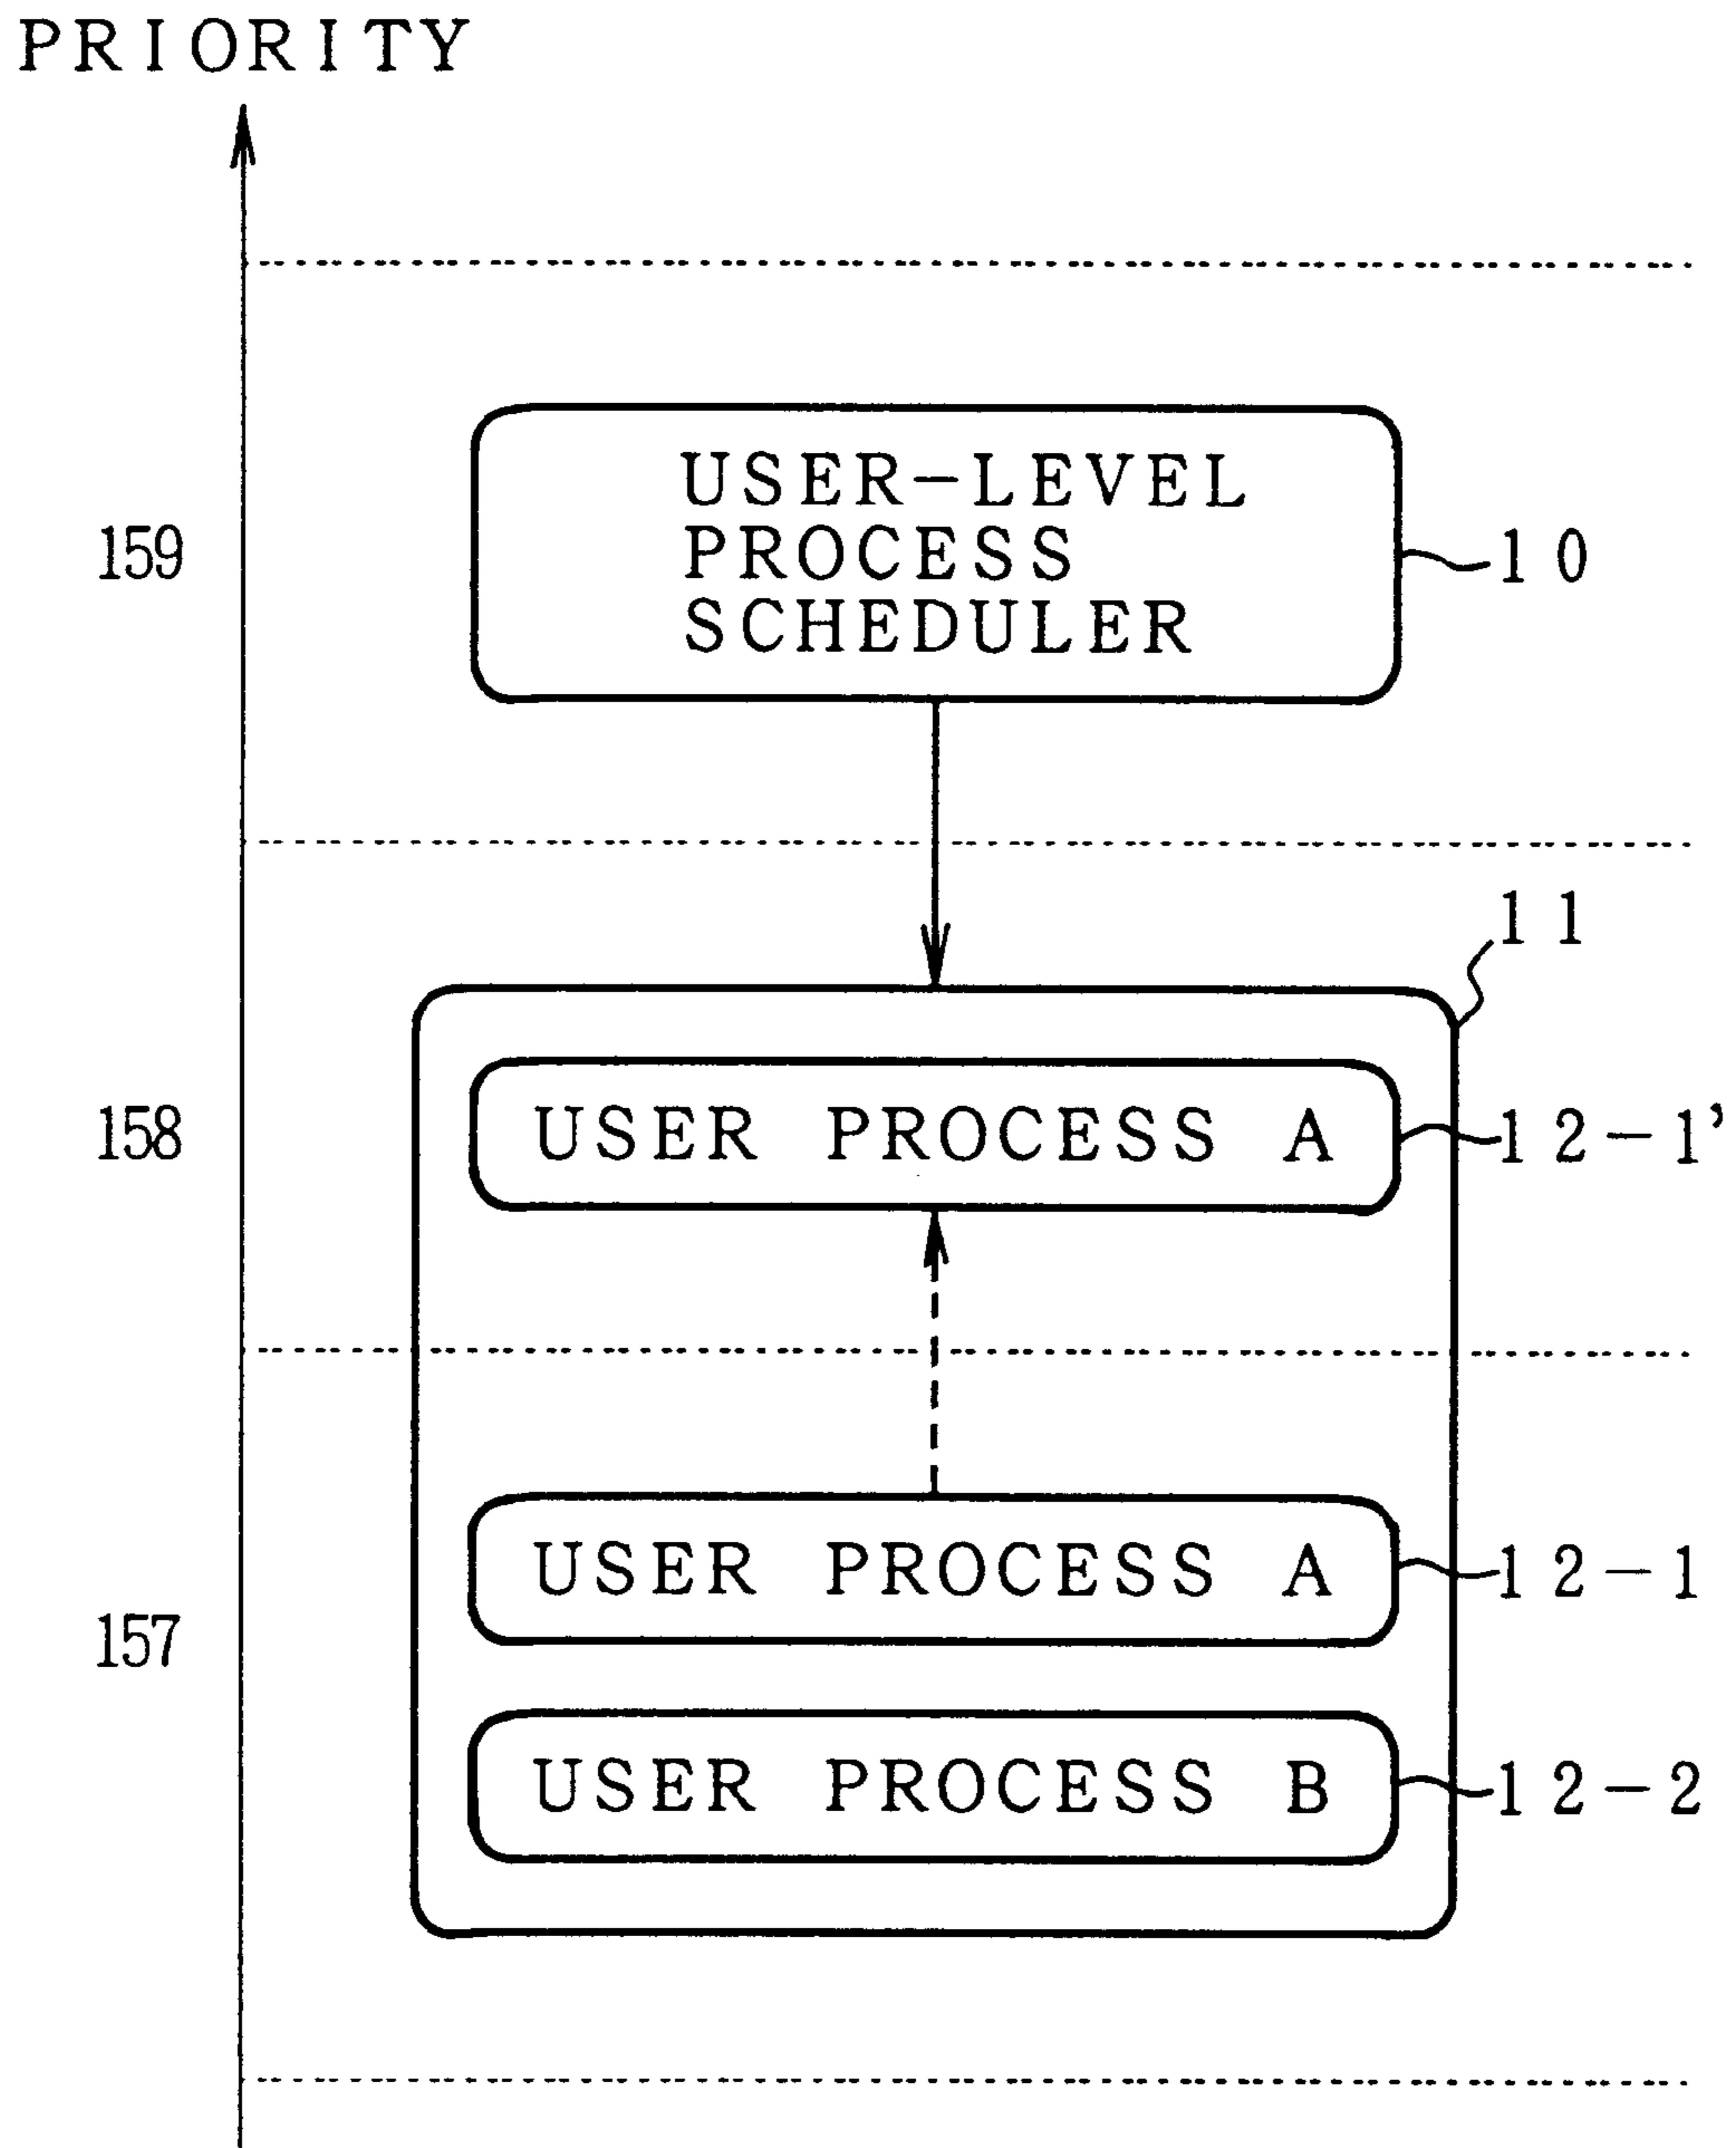 PRIORITY
USER-LEVEL
PROCESS
SCHEDULER
159
10
11
158
USER PROCESS A
12-1’
USER PROCESS A
12-1
157
USER PROCESS B
12-2